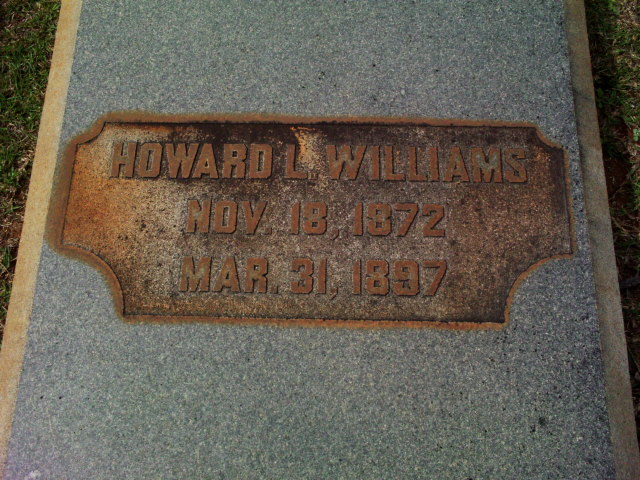 HOWARD L. WILLIAMS
NOV. 18, 1872
MAR. 31, 1897